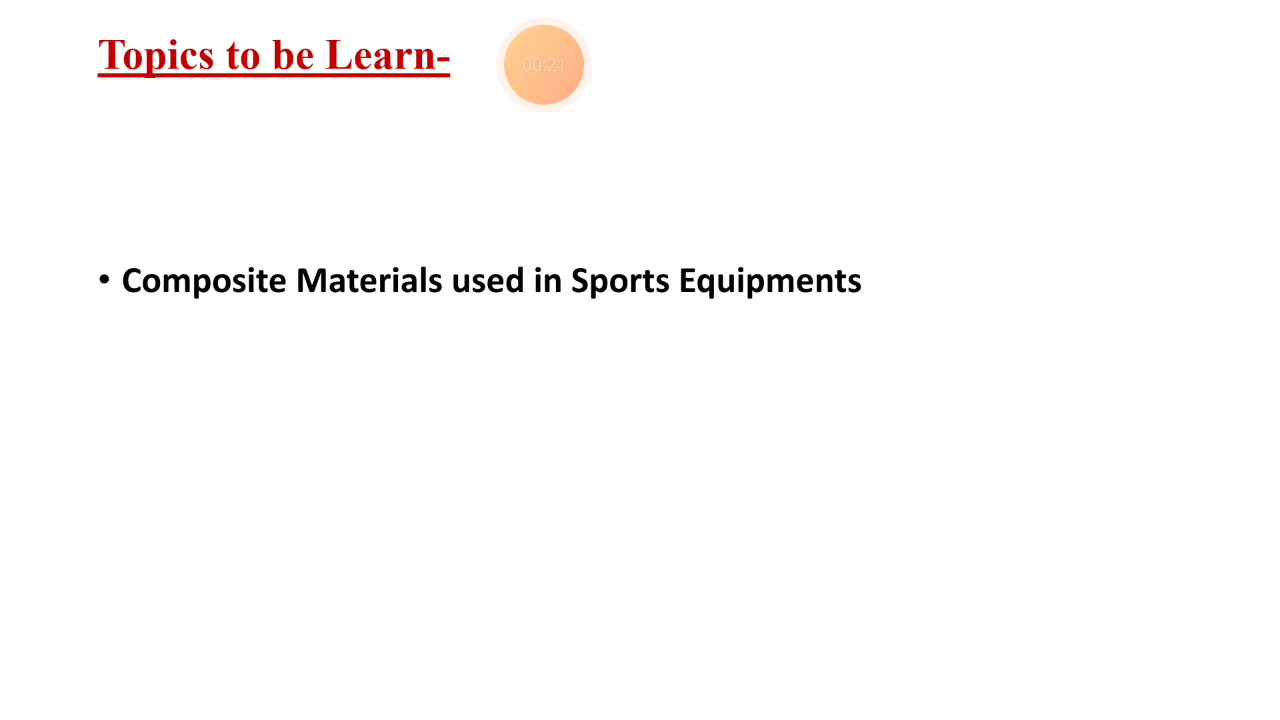 Topics to be Learn-
00:21
• Composite Materials used in Sports Equipments